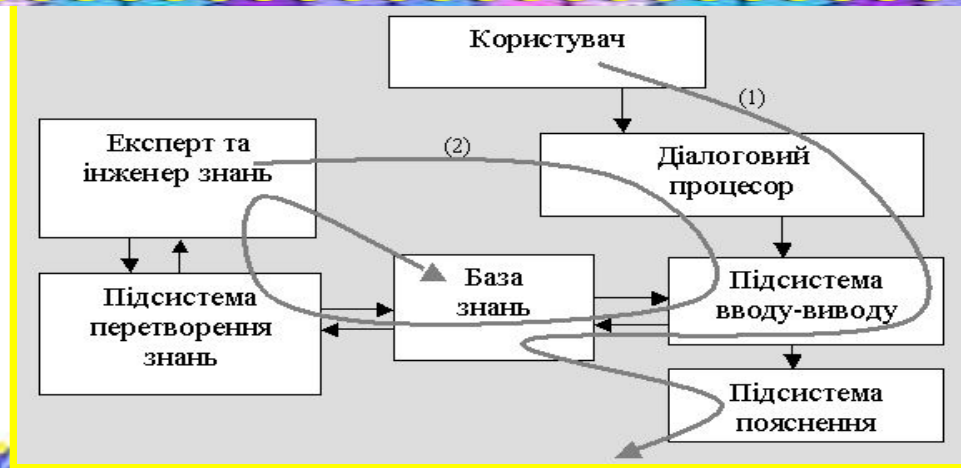 Користувач
(1)
Експерт та
інженер знань
(2)
Діалоговий
процесор
Підсистема
перетворення
знань
База
знань
Підсистема
вводу-виводу
Підсистема
пояснення